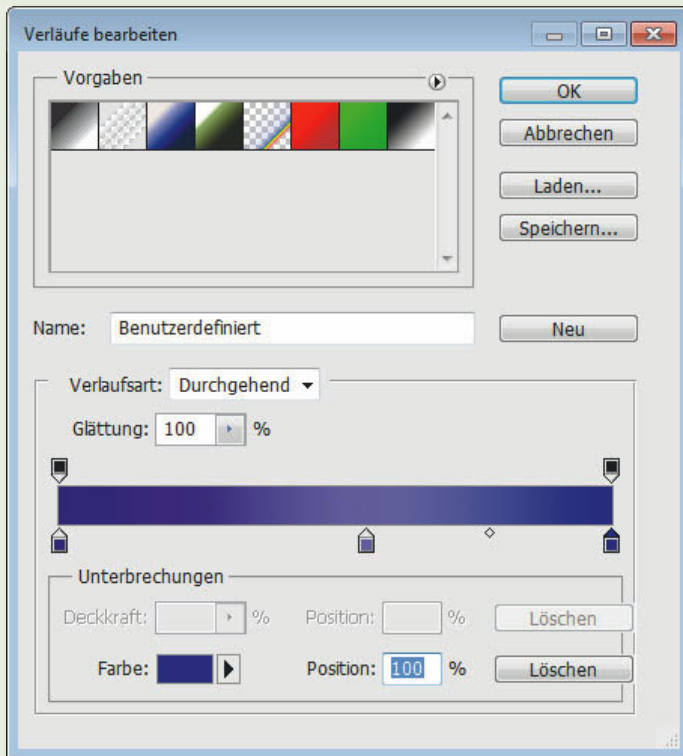 Verläufe bearbeiten
Vorgaben
OK
Abbrechen
Laden...
Speichern...
Name: Benutzerdefiniert
Neu
Verlaufsart: Durchgehend
Glättung: 100 %
Unterbrechungen
Deckkraft: % Position: % Löschen
Farbe: Position: 100 % Löschen